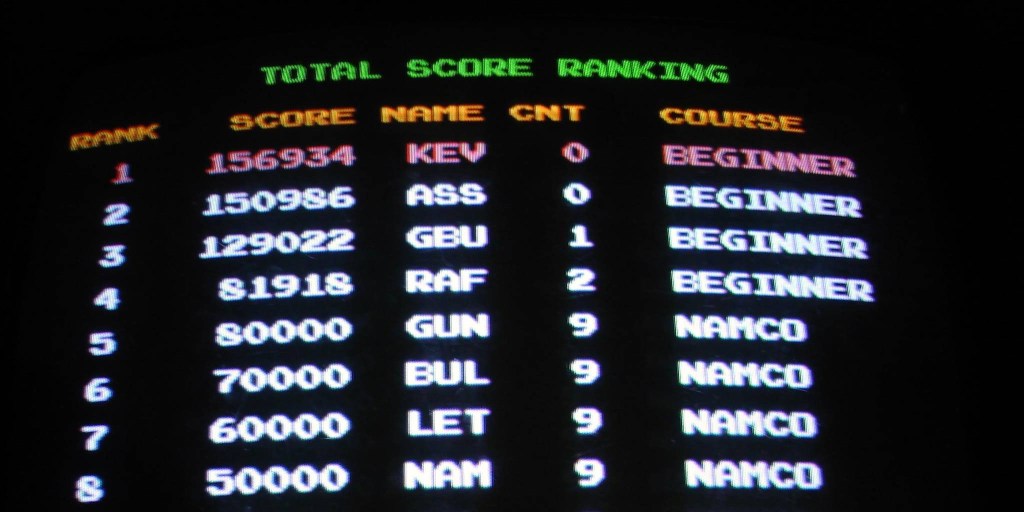 TOTAL SCORE RANKING
RANK SCORE NAME CNT COURSE
1 156934 KEV 0 BEGINNER
2 150986 ASS 0 BEGINNER
3 129022 GBU 1 BEGINNER
4 81918 RAF 2 BEGINNER
5 80000 GUN 9 NAMCO
6 70000 BUL 9 NAMCO
7 60000 LET 9 NAMCO
8 50000 NAM 9 NAMCO